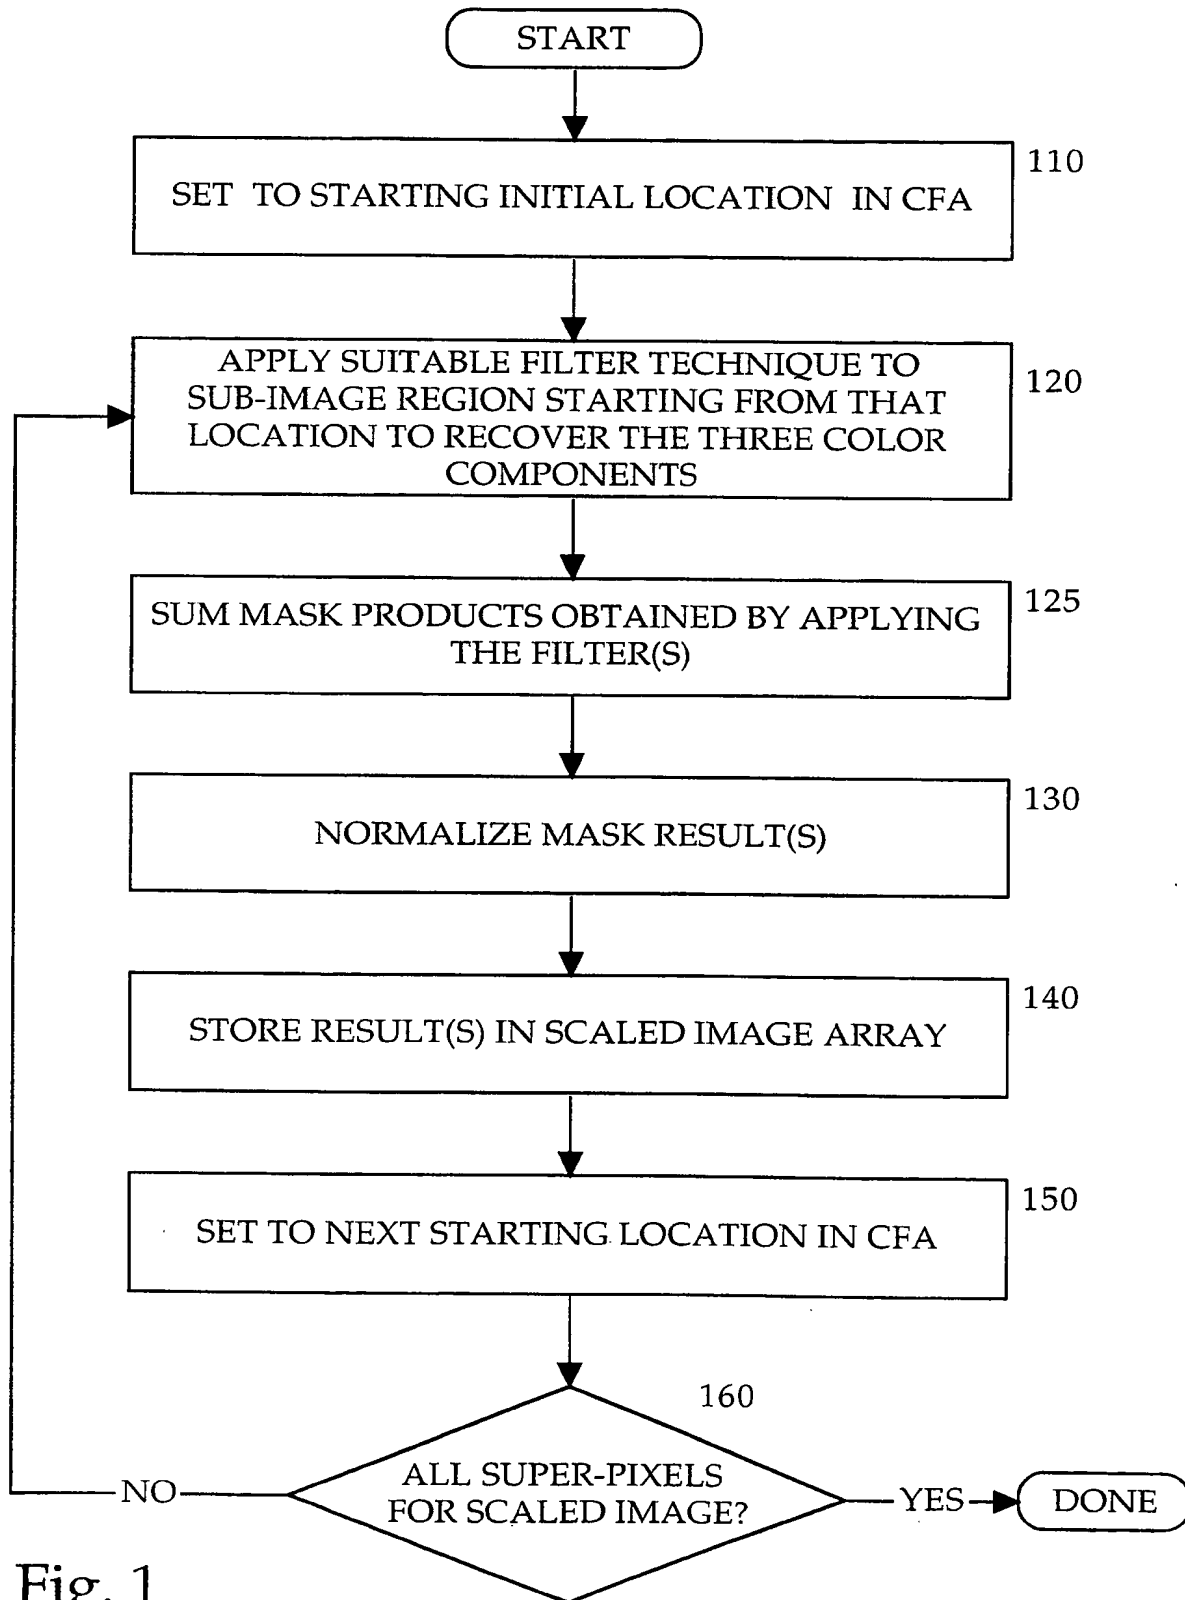 START
110
SET TO STARTING INITIAL LOCATION IN CFA
120
APPLY SUITABLE FILTER TECHNIQUE TO
SUB-IMAGE REGION STARTING FROM THAT
LOCATION TO RECOVER THE THREE COLOR
COMPONENTS
125
SUM MASK PRODUCTS OBTAINED BY APPLYING
THE FILTER(S)
130
NORMALIZE MASK RESULT(S)
140
STORE RESULT(S) IN SCALED IMAGE ARRAY
150
SET TO NEXT STARTING LOCATION IN CFA
160
ALL SUPER-PIXELS
FOR SCALED IMAGE?
NO
YES
DONE
Fig. 1